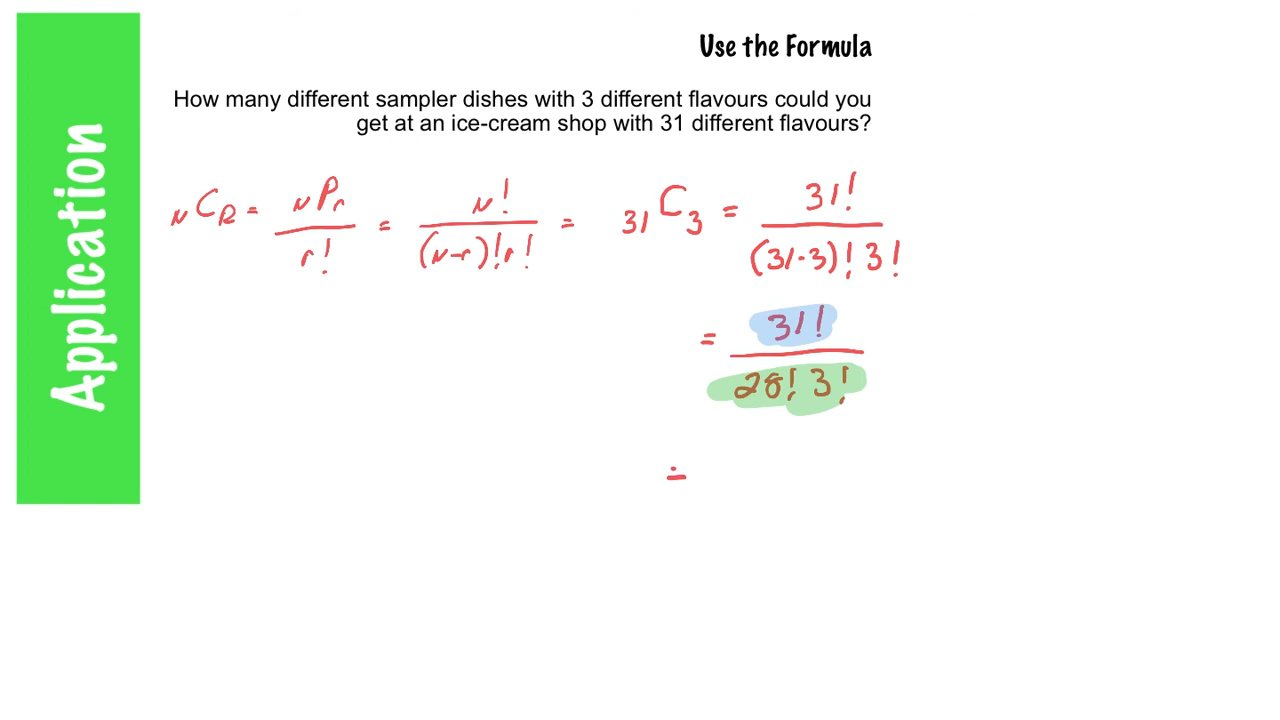 Application
Use the Formula
How many different sampler dishes with 3 different flavours could you
get at an ice-cream shop with 31 different flavours?
nCR = nPr / r! = n! / (n-r)!r! = 31C3 = 31! / (31-3)!3!
= 31! / 28!3!
=